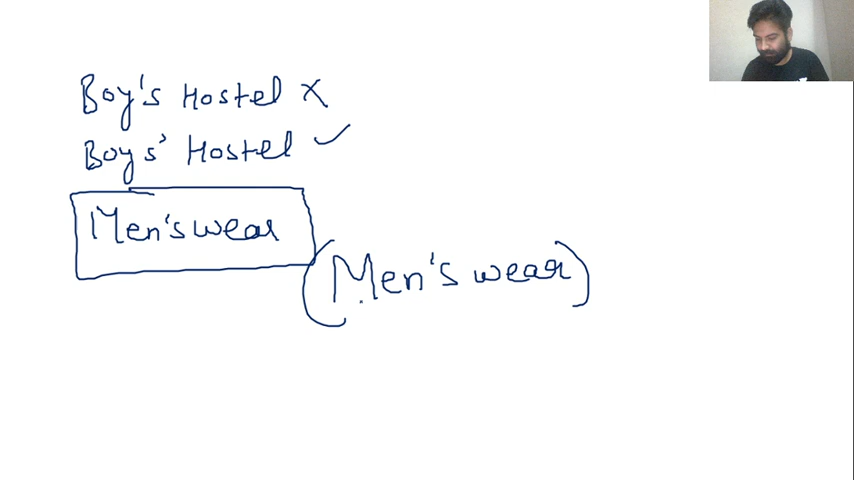 Boy's Hostel X
Boys' Hostel ✓
Men's wear
(Men's wear)